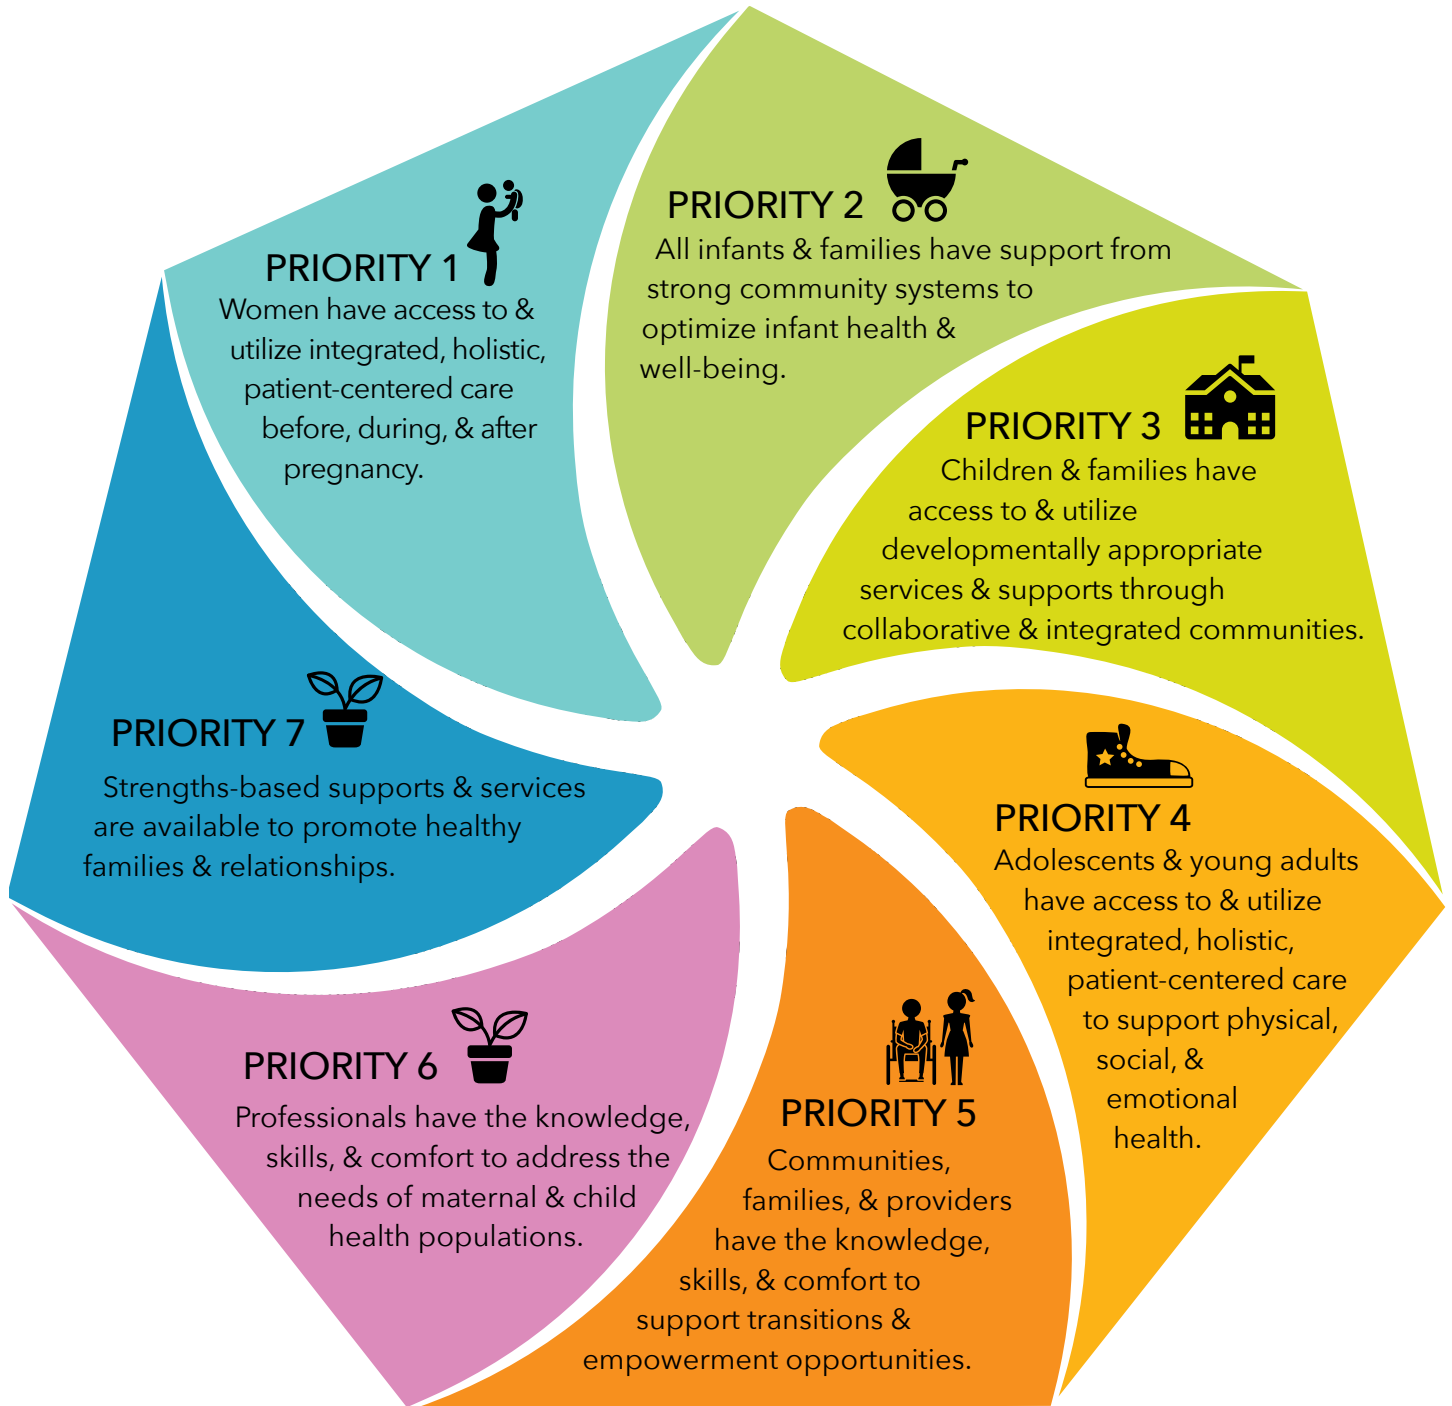 PRIORITY 1
Women have access to &
utilize integrated, holistic,
patient-centered care
before, during, & after
pregnancy.
PRIORITY 2
All infants & families have support from
strong community systems to
optimize infant health &
well-being.
PRIORITY 3
Children & families have
access to & utilize
developmentally appropriate
services & supports through
collaborative & integrated communities.
PRIORITY 4
Adolescents & young adults
have access to & utilize
integrated, holistic,
patient-centered care
to support physical,
social, &
emotional
health.
PRIORITY 5
Communities,
families, & providers
have the knowledge,
skills, & comfort to
support transitions &
empowerment opportunities.
PRIORITY 6
Professionals have the knowledge,
skills, & comfort to address the
needs of maternal & child
health populations.
PRIORITY 7
Strengths-based supports & services
are available to promote healthy
families & relationships.